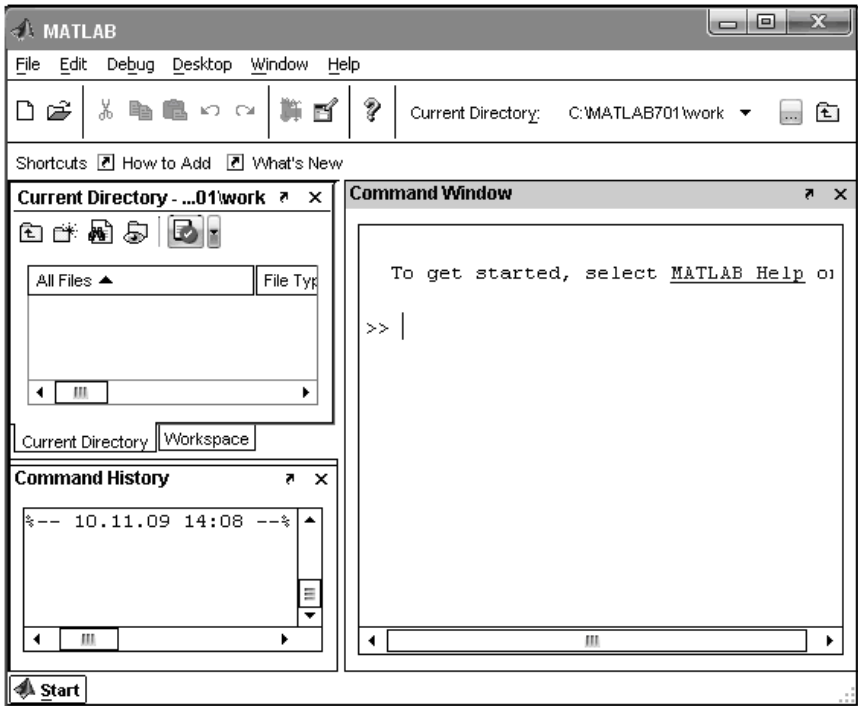 MATLAB
File Edit Debug Desktop Window Help
Current Directory: C:\MATLAB701\work
Shortcuts How to Add What's New
Current Directory - ...01\work
All Files File Typ
Current Directory Workspace
Command History
%-- 10.11.09 14:08 --%
Command Window
To get started, select MATLAB Help or
>>
Start